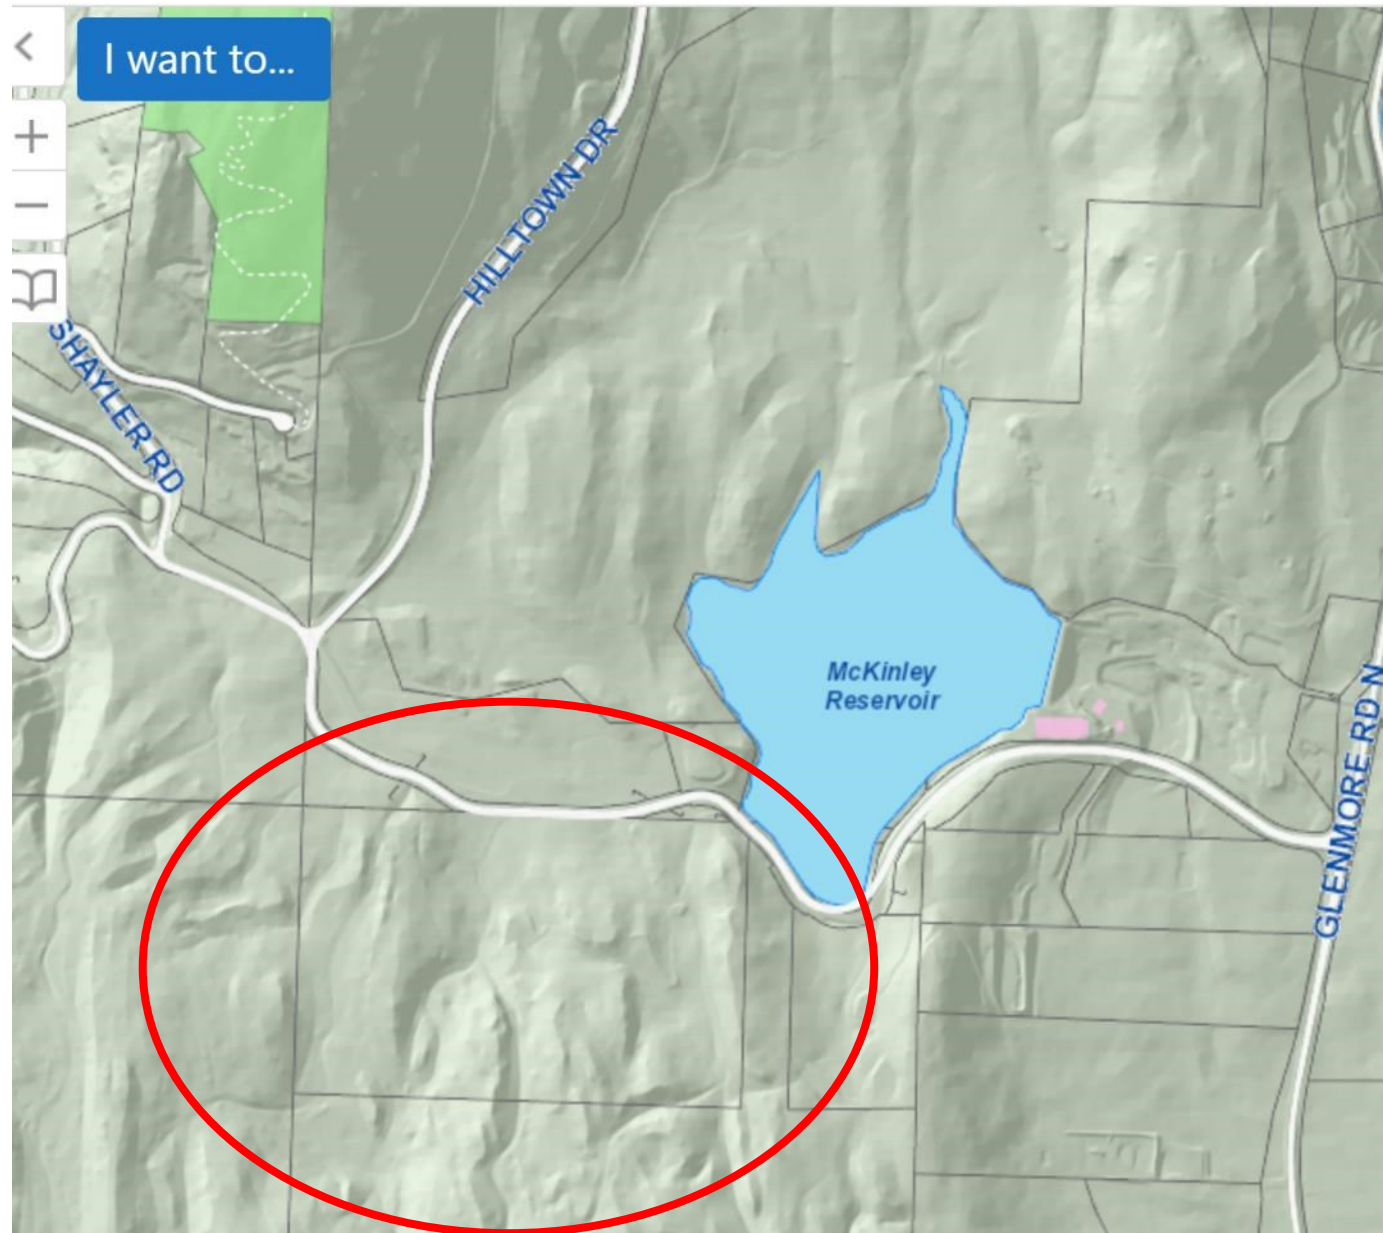 I want to...
HILLTOWN DR
SHAYLER RD
McKinley
Reservoir
GLENMORE RD N